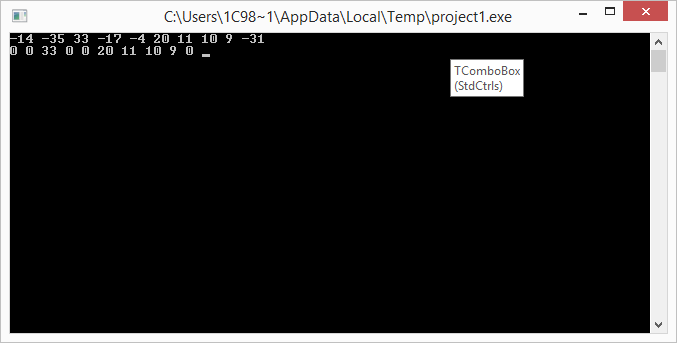 C:\Users\1C98~1\AppData\Local\Temp\project1.exe
-14 -35 33 -17 -4 20 11 10 9 -31
0 0 33 0 0 20 11 10 9 0 _
TComboBox
(StdCtrls)